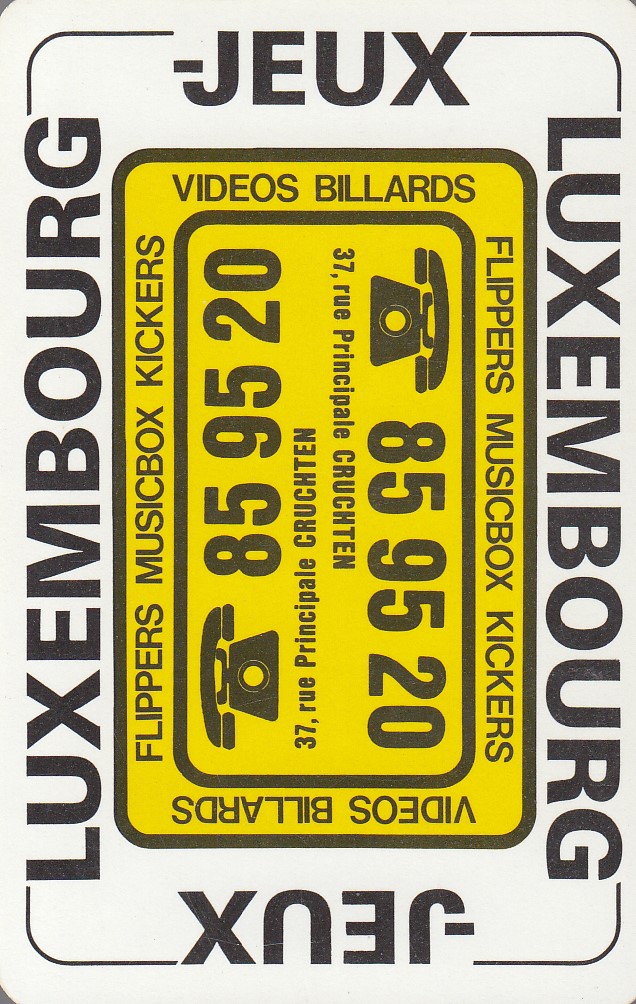 LUXEMBOURG
-JEUX
VIDEOS BILLARDS
FLIPPERS MUSICBOX KICKERS
85 95 20
37, rue Principale CRUCHTEN
LUXEMBOURG
-JEUX
VIDEOS BILLARDS
FLIPPERS MUSICBOX KICKERS
85 95 20
37, rue Principale CRUCHTEN